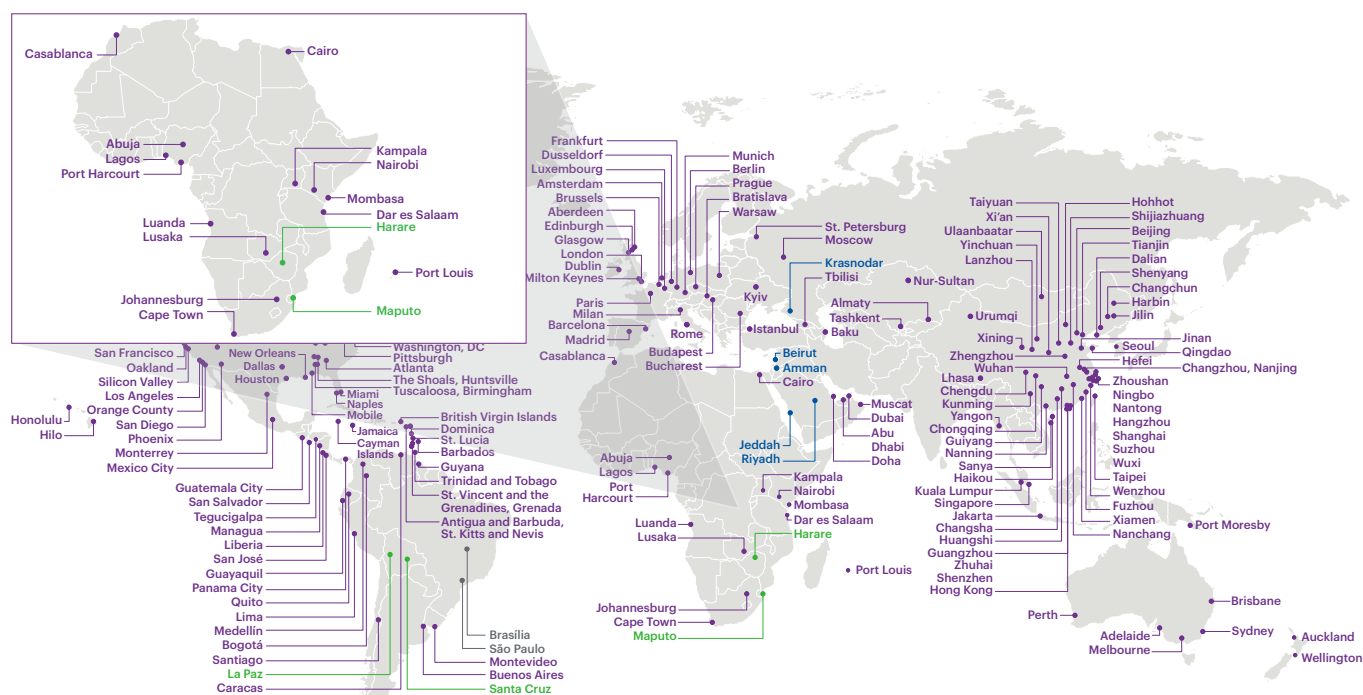 Casablanca
Cairo
Abuja
Lagos
Port Harcourt
Kampala
Nairobi
Mombasa
Dar es Salaam
Harare
Luanda
Lusaka
Port Louis
Johannesburg
Cape Town
Maputo
Washington, DC
Pittsburgh
Atlanta
The Shoals, Huntsville
Tuscaloosa, Birmingham
San Francisco
Oakland
Silicon Valley
Los Angeles
Orange County
San Diego
Phoenix
Monterrey
Mexico City
New Orleans
Dallas
Houston
Miami
Naples
Mobile
Honolulu
Hilo
Jamaica
Cayman
Islands
British Virgin Islands
Dominica
St. Lucia
Barbados
Guyana
Trinidad and Tobago
St. Vincent and the
Grenadines, Grenada
Antigua and Barbuda,
St. Kitts and Nevis
Guatemala City
San Salvador
Tegucigalpa
Managua
Liberia
San José
Guayaquil
Panama City
Quito
Lima
Medellín
Bogotá
Santiago
La Paz
Caracas
Brasília
São Paulo
Montevideo
Buenos Aires
Santa Cruz
Frankfurt
Dusseldorf
Luxembourg
Amsterdam
Brussels
Aberdeen
Edinburgh
Glasgow
London
Dublin
Milton Keynes
Paris
Milan
Barcelona
Madrid
Casablanca
Munich
Berlin
Prague
Bratislava
Warsaw
St. Petersburg
Moscow
Krasnodar
Tbilisi
Kyiv
Rome
Istanbul
Budapest
Bucharest
Baku
Nur-Sultan
Almaty
Tashkent
Beirut
Amman
Cairo
Muscat
Dubai
Abu
Dhabi
Doha
Jeddah
Riyadh
Abuja
Lagos
Port
Harcourt
Kampala
Nairobi
Mombasa
Dar es Salaam
Harare
Luanda
Lusaka
Port Louis
Johannesburg
Cape Town
Maputo
Taiyuan
Xi'an
Ulaanbaatar
Yinchuan
Lanzhou
Urumqi
Xining
Zhengzhou
Wuhan
Lhasa
Chengdu
Kunming
Yangon
Chongqing
Guiyang
Nanning
Sanya
Haikou
Kuala Lumpur
Singapore
Jakarta
Changsha
Huangshi
Guangzhou
Zhuhai
Shenzhen
Hong Kong
Hohhot
Shijiazhuang
Beijing
Tianjin
Dalian
Shenyang
Changchun
Harbin
Jilin
Jinan
Seoul
Qingdao
Hefei
Changzhou, Nanjing
Zhoushan
Ningbo
Nantong
Hangzhou
Shanghai
Suzhou
Wuxi
Taipei
Wenzhou
Fuzhou
Xiamen
Nanchang
Port Moresby
Perth
Adelaide
Melbourne
Brisbane
Sydney
Auckland
Wellington